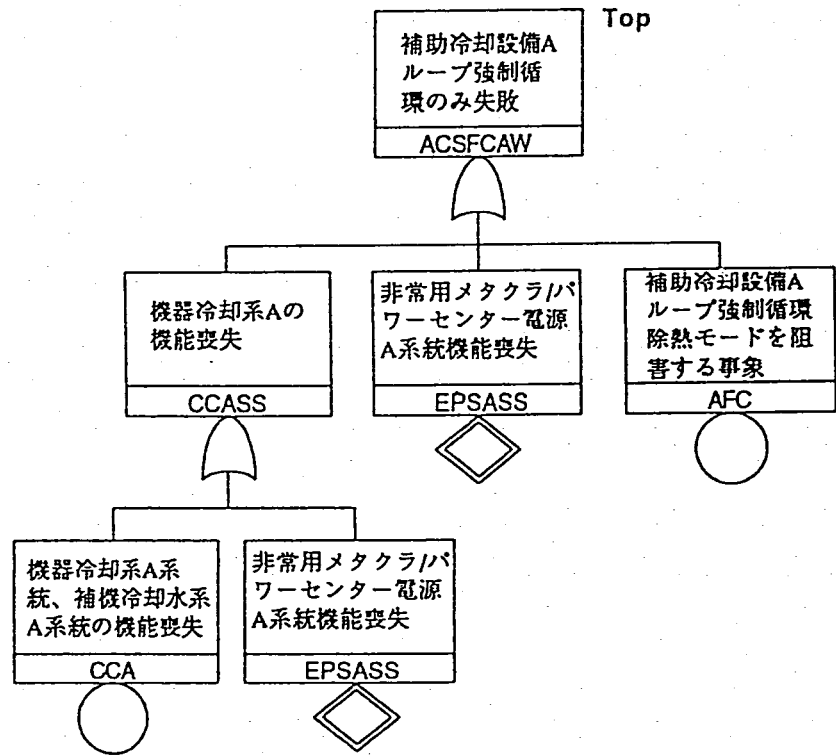 Top
補助冷却設備A
ループ強制循
環のみ失敗
ACSFCAW
機器冷却系Aの
機能喪失
CCASS
非常用メタクラ/パ
ワーセンター電源
A系統機能喪失
EPSASS
補助冷却設備A
ループ強制循環
除熱モードを阻
害する事象
AFC
機器冷却系A系
統、補機冷却水系
A系統の機能喪失
CCA
非常用メタクラ/パ
ワーセンター電源
A系統機能喪失
EPSASS